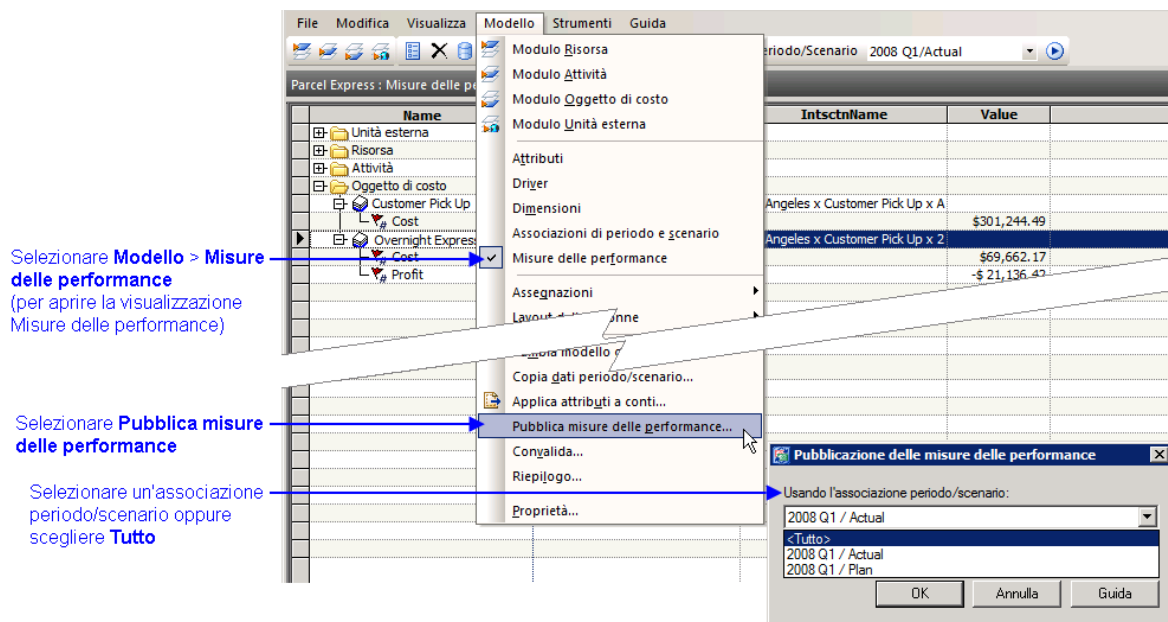 File Modifica Visualizza Modello Strumenti Guida
eriodo/Scenario 2008 Q1/Actual
Parcel Express : Misure delle pe
Name IntsctnName Value
Unità esterna
Risorsa
Attività
Oggetto di costo
Customer Pick Up Angeles x Customer Pick Up x A
Cost $301,244.49
Overnight Express Angeles x Customer Pick Up x 2
Cost $69,662.17
Profit -$ 21,136.42
Modulo Risorsa
Modulo Attività
Modulo Oggetto di costo
Modulo Unità esterna
Attributi
Driver
Dimensioni
Associazioni di periodo e scenario
Misure delle performance
Assegnazioni
Layout delle colonne
modello
Copia dati periodo/scenario...
Applica attributi a conti...
Pubblica misure delle performance...
Convalida...
Riepilogo...
Proprietà...
Selezionare Modello > Misure
delle performance
(per aprire la visualizzazione
Misure delle performance)
Selezionare Pubblica misure
delle performance
Selezionare un'associazione
periodo/scenario oppure
scegliere Tutto
Pubblicazione delle misure delle performance
Usando l'associazione periodo/scenario:
2008 Q1 / Actual
<Tutto>
2008 Q1 / Actual
2008 Q1 / Plan
OK Annulla Guida